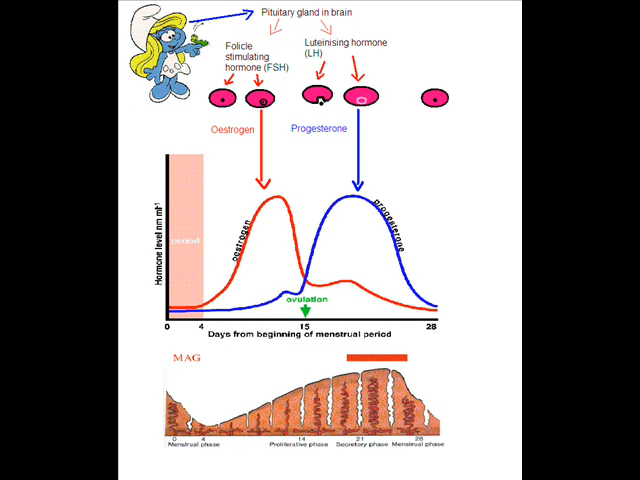 Pituitary gland in brain
Folicle
stimulating
hormone (FSH)
Luteinising hormone
(LH)
Oestrogen
Progesterone
Hormone level nm ml⁻¹
period
oestrogen
progesterone
ovulation
0 4 15 28
Days from beginning of menstrual period
MAG
0 4 14 21 28
Menstrual phase Proliferative phase Secretory phase Menstrual phase